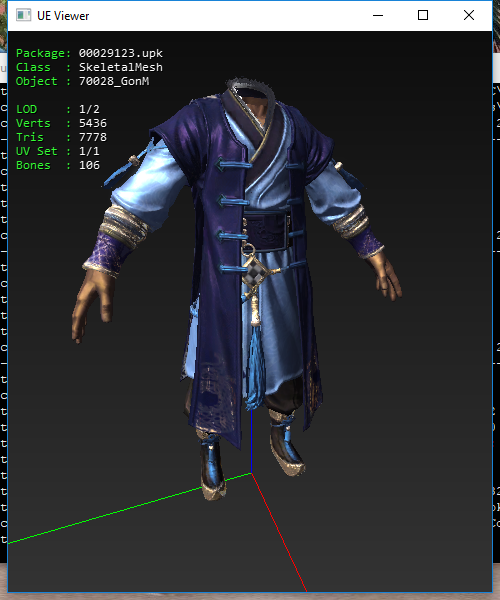 UE Viewer
Package: 00029123.upk
Class : SkeletalMesh
Object : 70028_GonM
LOD : 1/2
Verts : 5436
Tris : 7778
UV Set : 1/1
Bones : 106